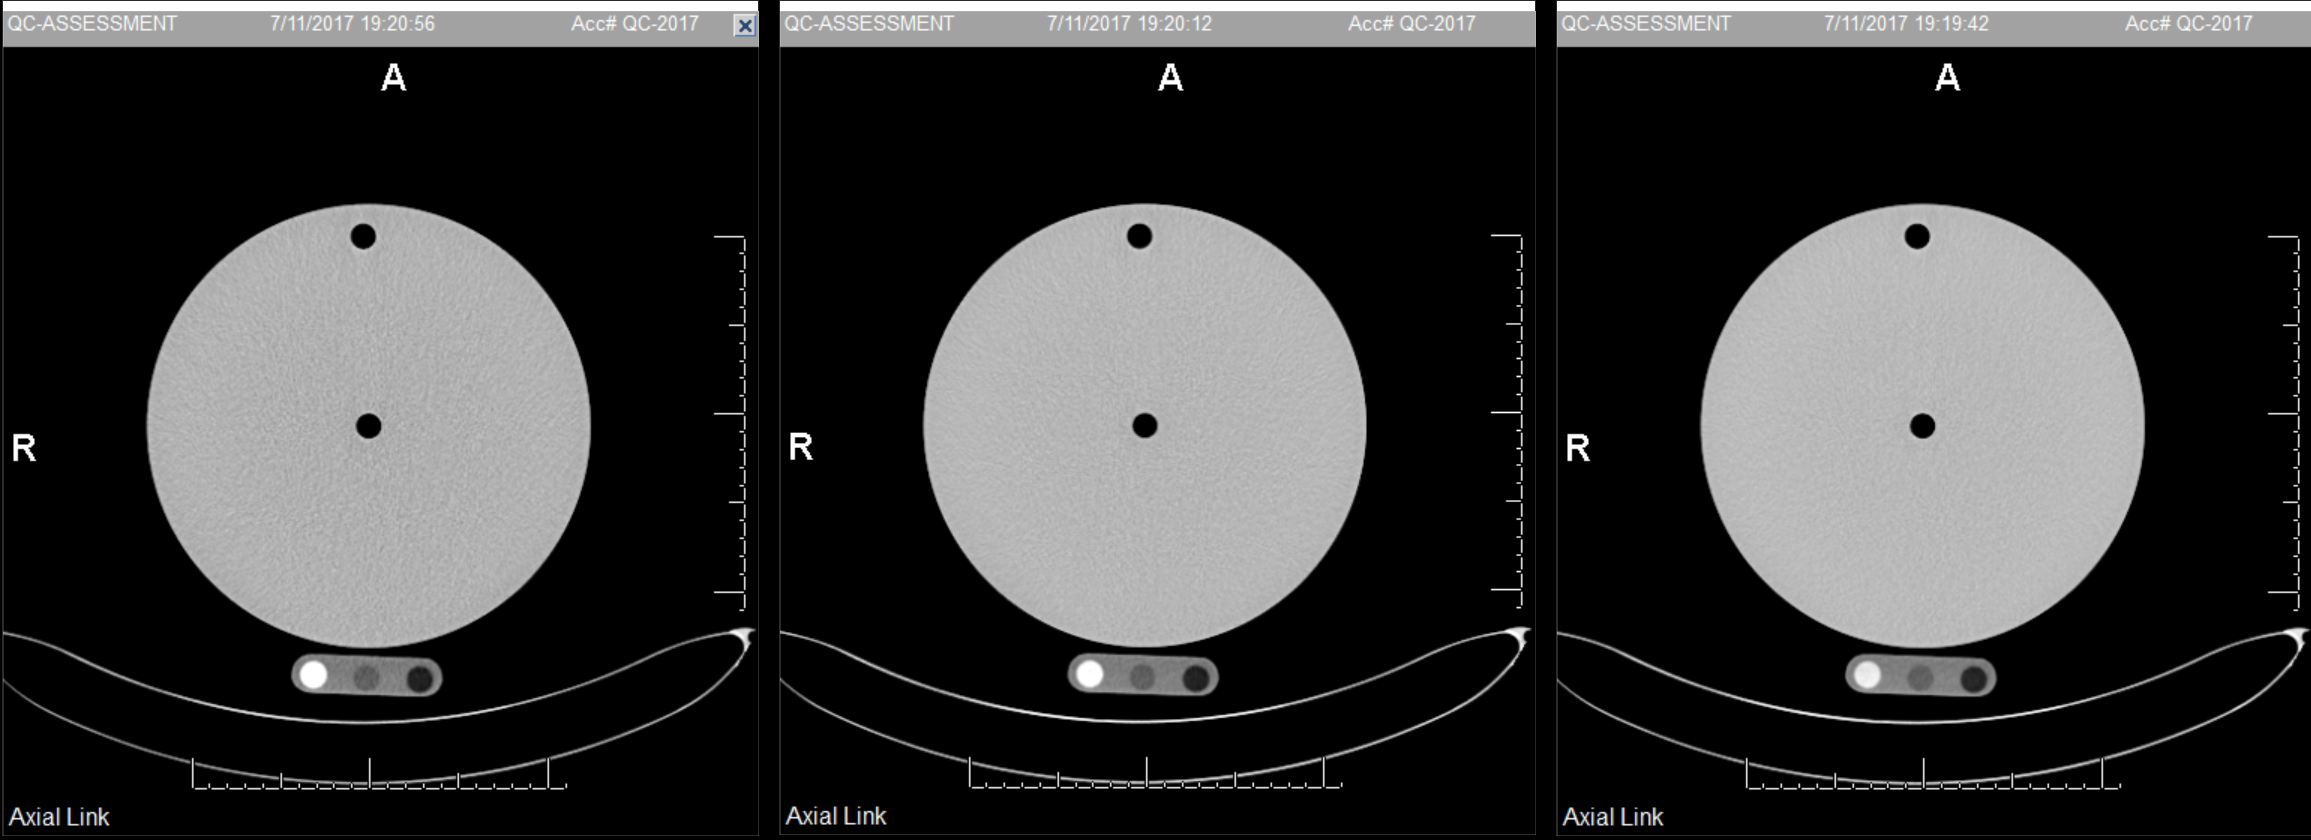 QC-ASSESSMENT 7/11/2017 19:20:56 Acc# QC-2017
A
R
Axial Link
QC-ASSESSMENT 7/11/2017 19:20:12 Acc# QC-2017
A
R
Axial Link
QC-ASSESSMENT 7/11/2017 19:19:42 Acc# QC-2017
A
R
Axial Link